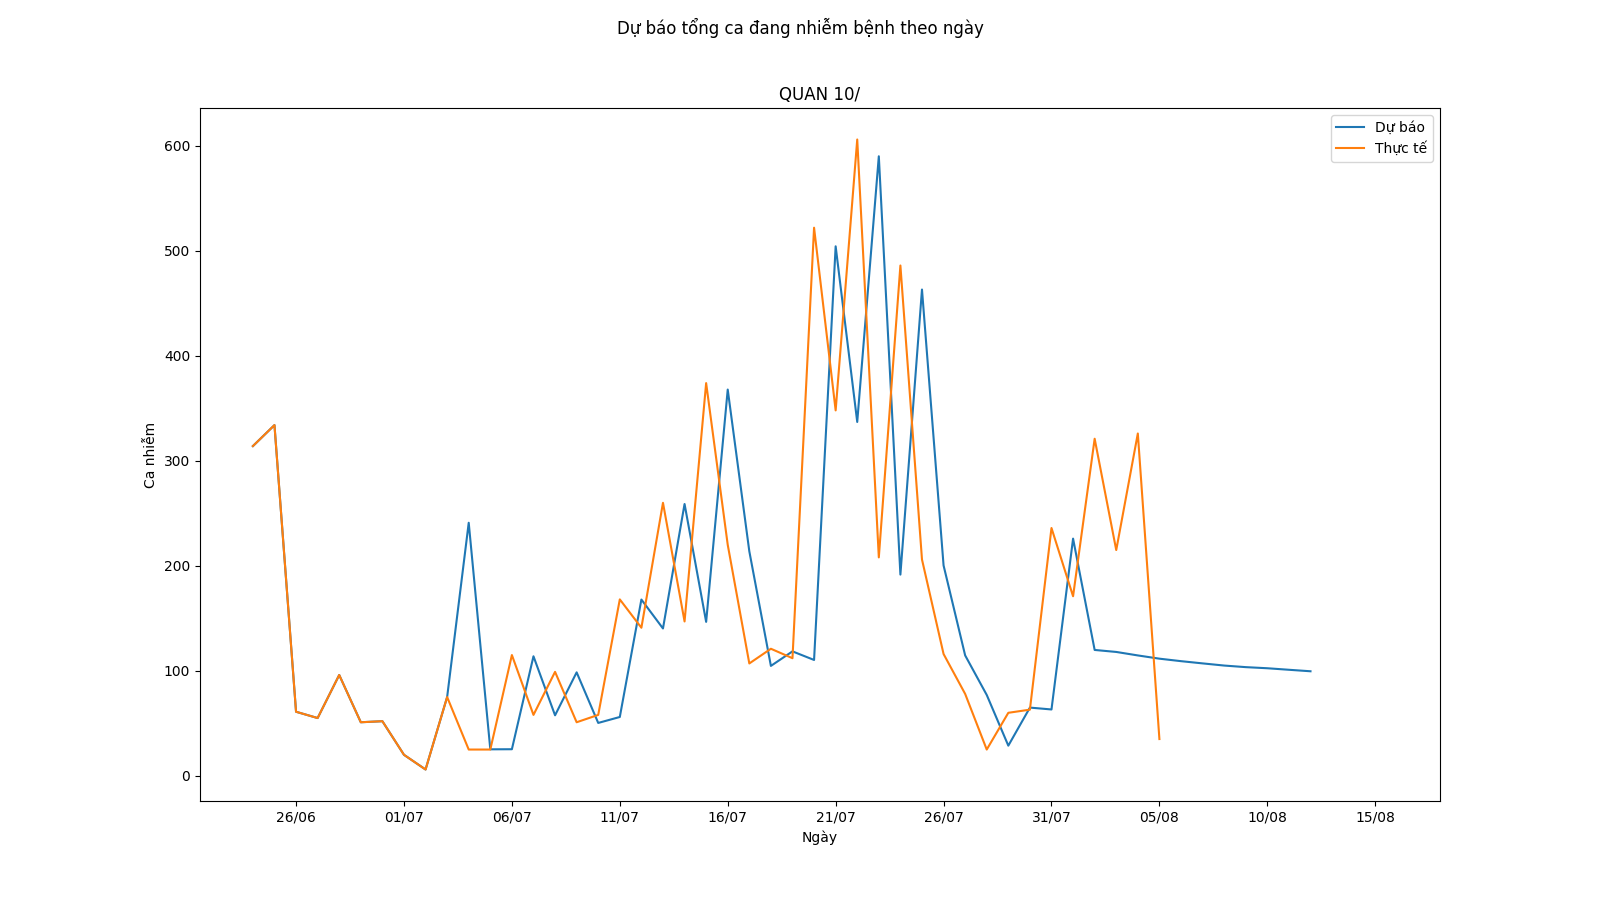 Dự báo tổng ca đang nhiễm bệnh theo ngày
QUAN 10/
Dự báo
Thực tế
600
500
400
300
200
100
0
Ca nhiễm
26/06 01/07 06/07 11/07 16/07 21/07 26/07 31/07 05/08 10/08 15/08
Ngày